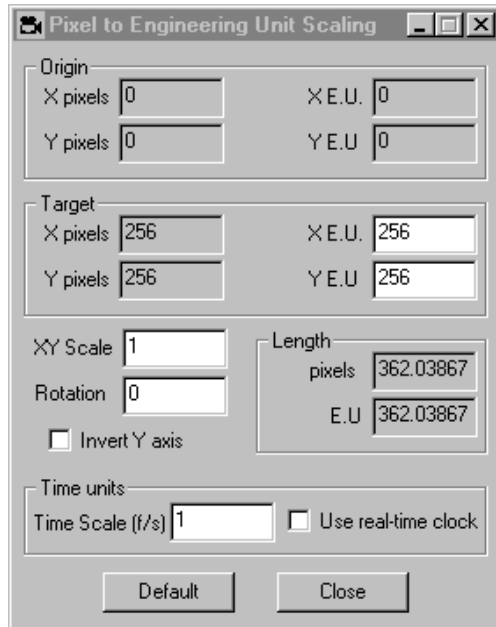 Pixel to Engineering Unit Scaling
Origin
X pixels 0 X E.U. 0
Y pixels 0 Y E.U 0
Target
X pixels 256 X E.U. 256
Y pixels 256 Y E.U 256
XY Scale 1
Rotation 0
Invert Y axis
Length
pixels 362.03867
E.U 362.03867
Time units
Time Scale (f/s) 1 Use real-time clock
Default Close